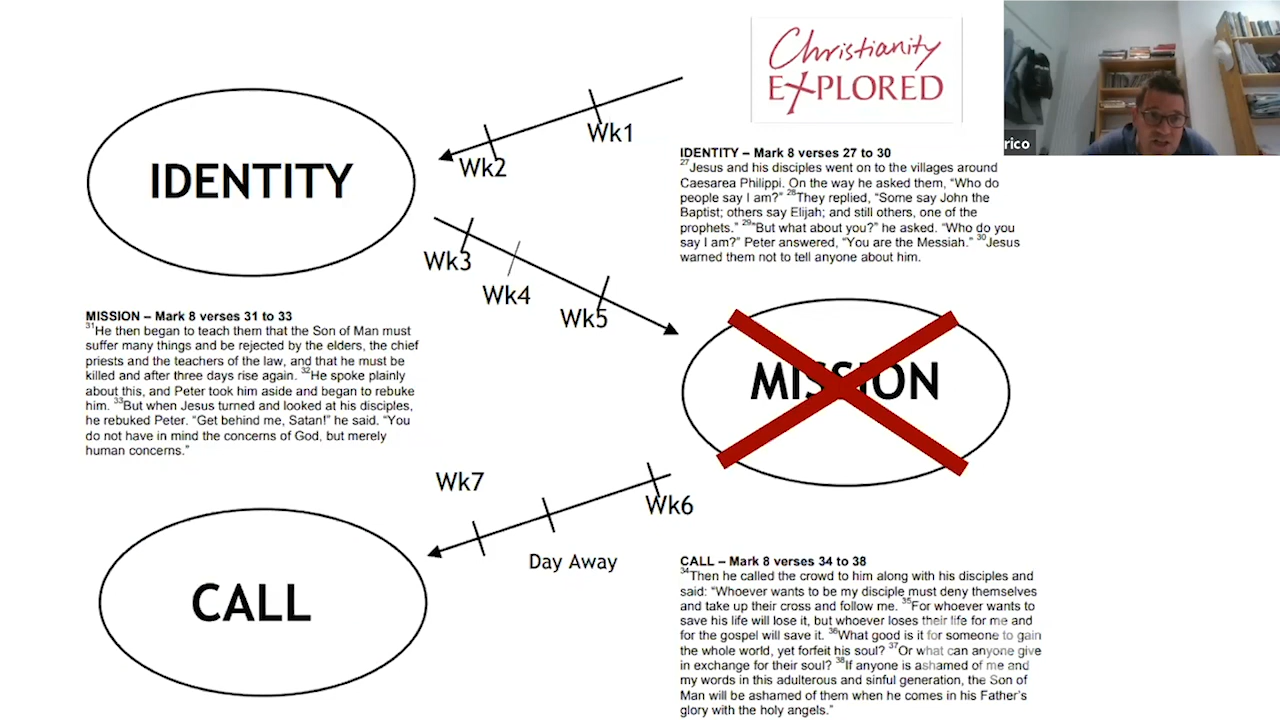 Christianity
EXPLORED
rico
IDENTITY
Wk1
Wk2
IDENTITY – Mark 8 verses 27 to 30
27Jesus and his disciples went on to the villages around
Caesarea Philippi. On the way he asked them, “Who do
people say I am?” 28They replied, “Some say John the
Baptist; others say Elijah; and still others, one of the
prophets.” 29“But what about you?” he asked. “Who do you
say I am?” Peter answered, “You are the Messiah.” 30Jesus
warned them not to tell anyone about him.
Wk3
Wk4
Wk5
MISSION – Mark 8 verses 31 to 33
31He then began to teach them that the Son of Man must
suffer many things and be rejected by the elders, the chief
priests and the teachers of the law, and that he must be
killed and after three days rise again. 32He spoke plainly
about this, and Peter took him aside and began to rebuke
him. 33But when Jesus turned and looked at his disciples,
he rebuked Peter. “Get behind me, Satan!” he said. “You
do not have in mind the concerns of God, but merely
human concerns.”
MISSION
Wk7
Wk6
Day Away
CALL
CALL – Mark 8 verses 34 to 38
34Then he called the crowd to him along with his disciples and
said: “Whoever wants to be my disciple must deny themselves
and take up their cross and follow me. 35For whoever wants to
save his life will lose it, but whoever loses their life for me and
for the gospel will save it. 36What good is it for someone to gain
the whole world, yet forfeit his soul? 37Or what can anyone give
in exchange for their soul? 38If anyone is ashamed of me and
my words in this adulterous and sinful generation, the Son of
Man will be ashamed of them when he comes in his Father’s
glory with the holy angels.”